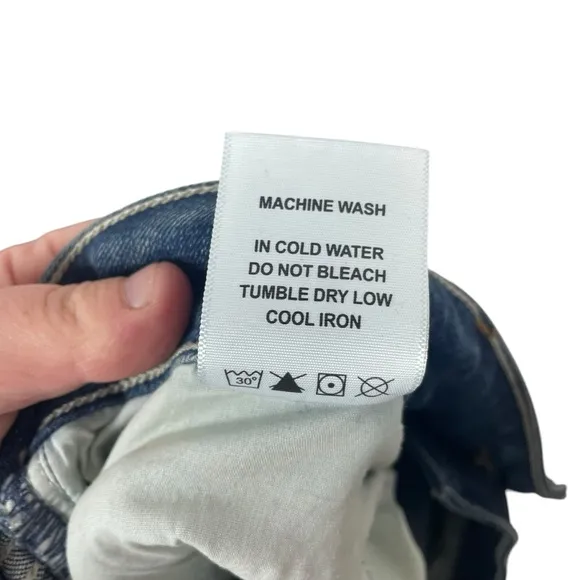 MACHINE WASH
IN COLD WATER
DO NOT BLEACH
TUMBLE DRY LOW
COOL IRON
30°